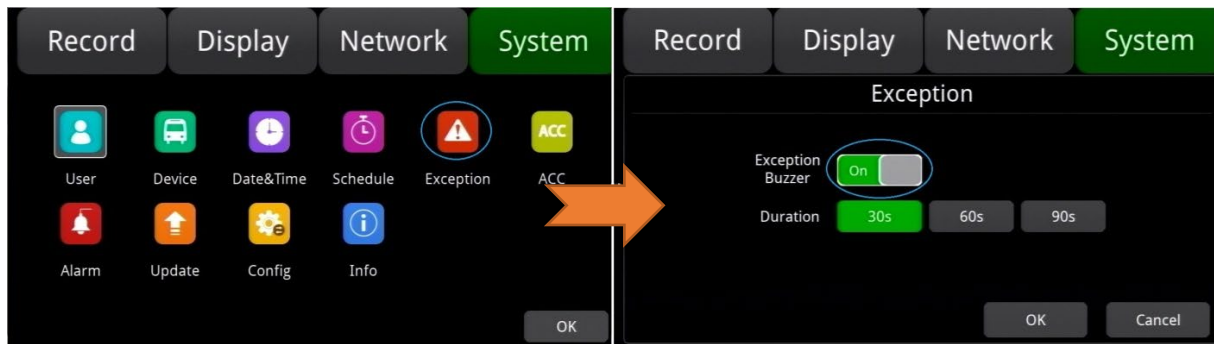 Record Display Network System
ACC
User Device Date&Time Schedule Exception ACC
Alarm Update Config Info
OK
Record Display Network System
Exception
Exception
Buzzer
On
Duration 30s 60s 90s
OK Cancel